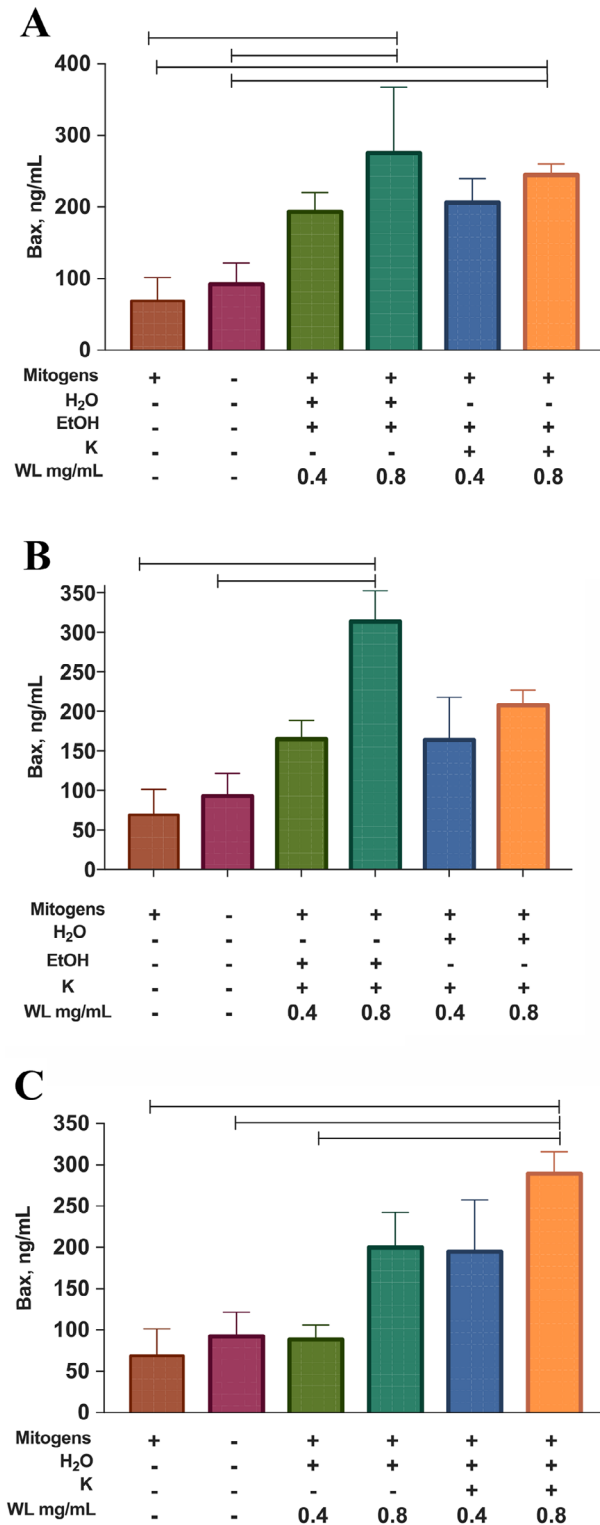 A
Bax, ng/mL
400
300
200
100
0
Mitogens + - + + + +
H₂O - - + + - -
EtOH - - + + + +
K - - - - + +
WL mg/mL - - 0.4 0.8 0.4 0.8
B
Bax, ng/mL
350
300
250
200
150
100
50
0
Mitogens + - + + + +
H₂O - - - - + +
EtOH - - + + - -
K - - + + + +
WL mg/mL - - 0.4 0.8 0.4 0.8
C
Bax, ng/mL
350
300
250
200
150
100
50
0
Mitogens + - + + + +
H₂O - - + + + +
K - - - - + +
WL mg/mL - - 0.4 0.8 0.4 0.8